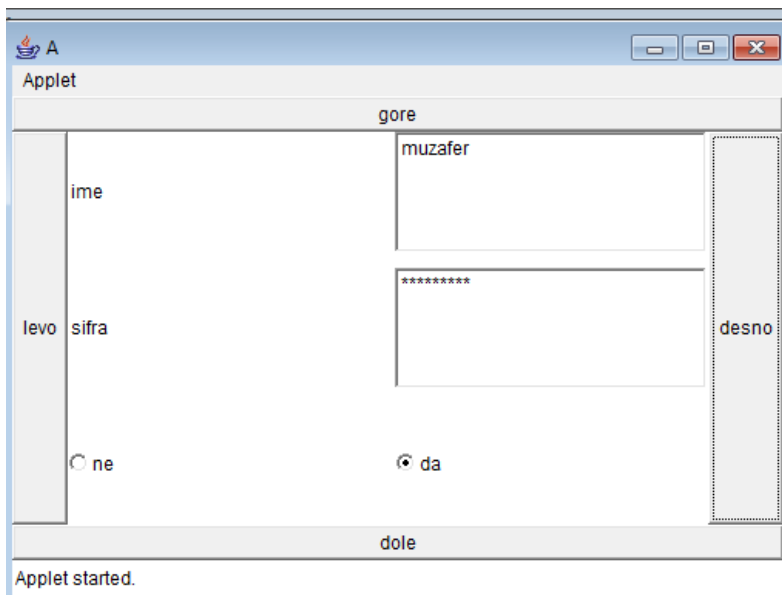 A
Applet
gore
ime
muzafer
levo
sifra
*********
desno
ne
da
dole
Applet started.